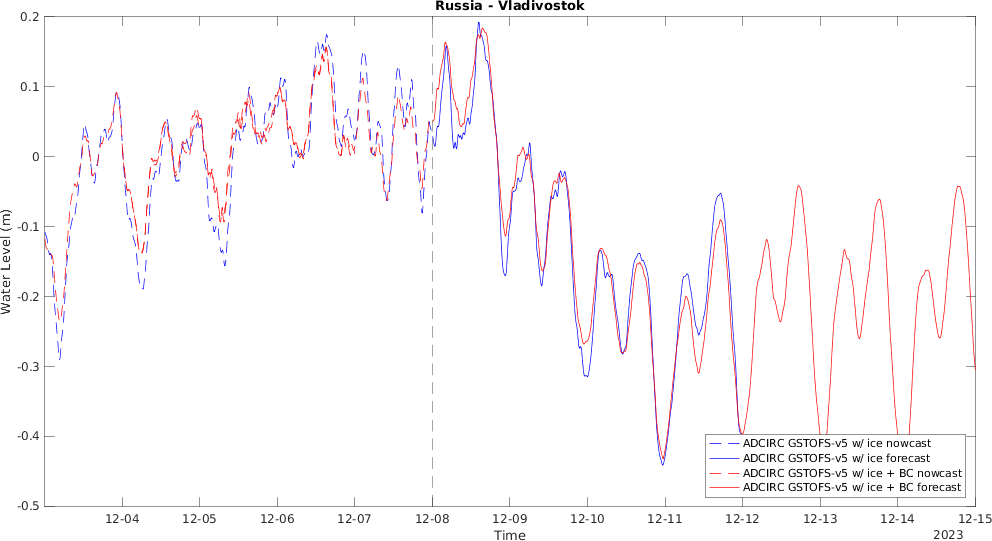 Russia - Vladivostok
Water Level (m)
0.2
0.1
0
-0.1
-0.2
-0.3
-0.4
-0.5
12-04 12-05 12-06 12-07 12-08 12-09 12-10 12-11 12-12 12-13 12-14 12-15
Time
2023
ADCIRC GSTOFS-v5 w/ ice nowcast
ADCIRC GSTOFS-v5 w/ ice forecast
ADCIRC GSTOFS-v5 w/ ice + BC nowcast
ADCIRC GSTOFS-v5 w/ ice + BC forecast